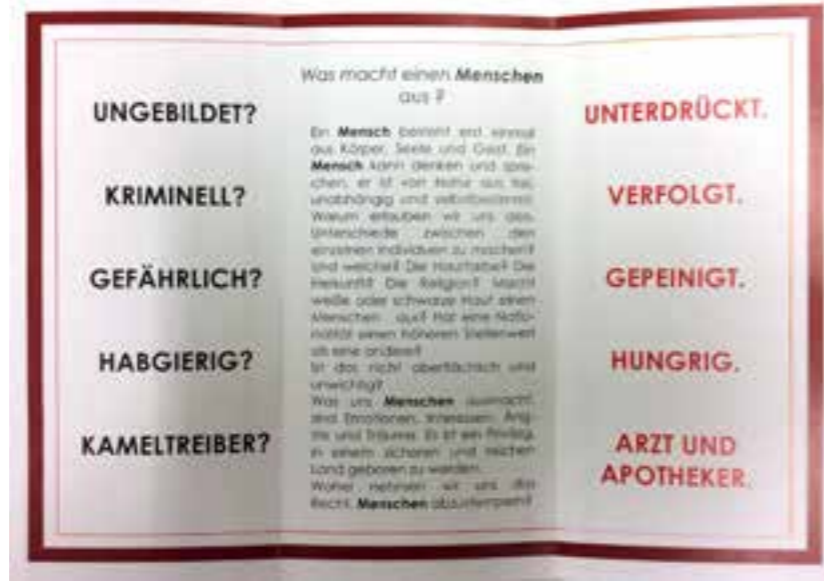 UNGEBILDET?
KRIMINELL?
GEFÄHRLICH?
HABGIERIG?
KAMELTREIBER?
Was macht einen Menschen
aus ?
Ein Mensch besteht erst einmal
aus Körper, Seele und Geist. Ein
Mensch kann denken und spre-
chen, er ist von Natur aus frei,
unabhängig und selbstbestimmt.
Warum erlauben wir uns das,
Unterschiede zwischen den
einzelnen Individuen zu machen?
Und welche? Die Hautfarbe? Die
Herkunft? Die Religion? Macht
weiße oder schwarze Haut einen
Menschen aus? Hat eine Natio-
nalität einen höheren Stellenwert
als eine andere?
Ist das nicht oberflächlich und
unwichtig?
Was uns Menschen ausmacht,
sind Emotionen, Interessen, Äng-
ste und Träume. Es ist ein Privileg,
in einem sicheren und reichen
Land geboren zu werden.
Woher nehmen wir uns das
Recht, Menschen abzustempeln?
UNTERDRÜCKT.
VERFOLGT.
GEPEINIGT.
HUNGRIG.
ARZT UND
APOTHEKER.